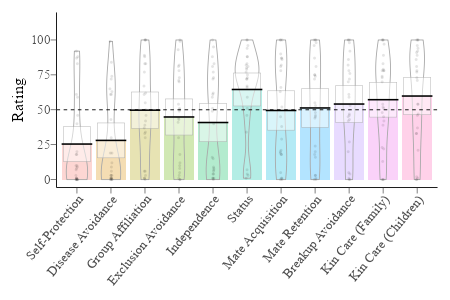 Rating
100
75
50
25
0
Self-Protection
Disease Avoidance
Group Affiliation
Exclusion Avoidance
Independence
Status
Mate Acquisition
Mate Retention
Breakup Avoidance
Kin Care (Family)
Kin Care (Children)